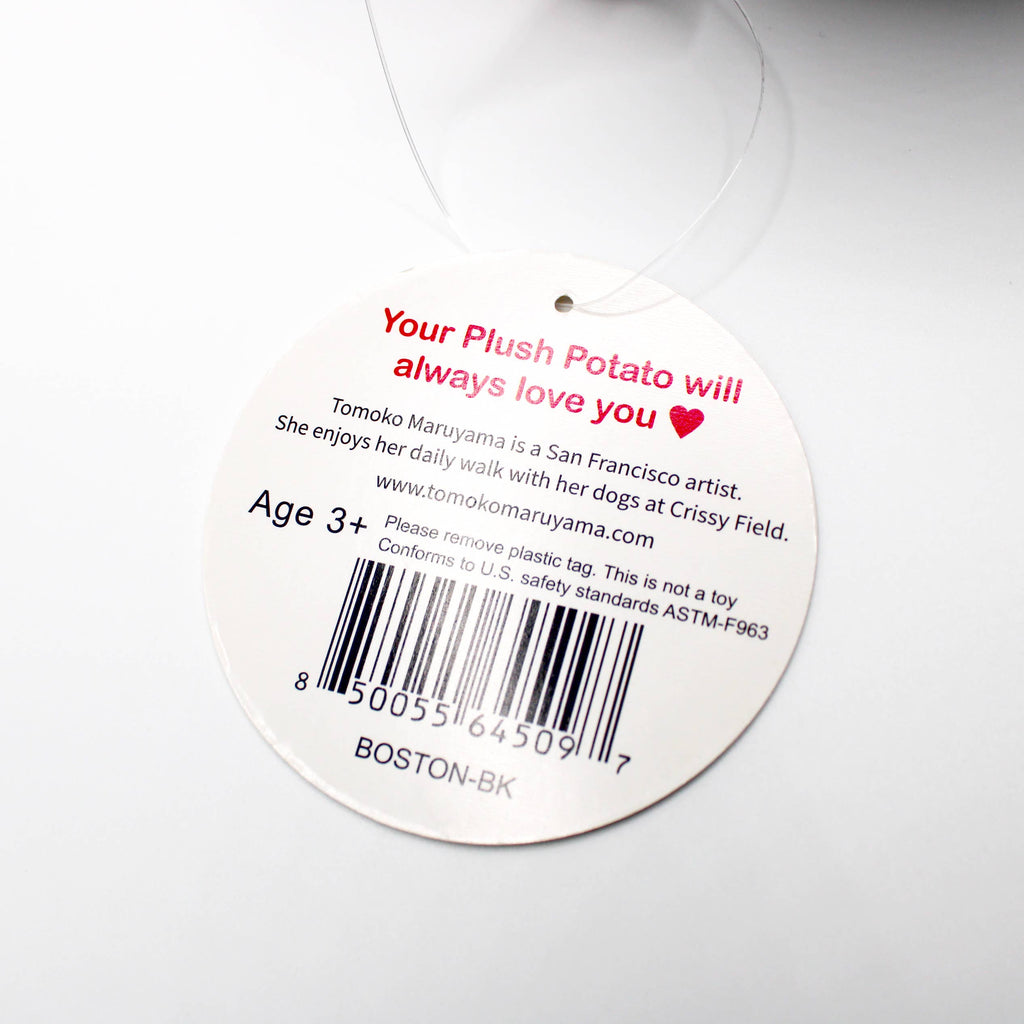 Your Plush Potato will
always love you ♥
Tomoko Maruyama is a San Francisco artist.
She enjoys her daily walk with her dogs at Crissy Field.
www.tomokomaruyama.com
Age 3+
Please remove plastic tag. This is not a toy
Conforms to U.S. safety standards ASTM-F963
8 50055 64509 7
BOSTON-BK